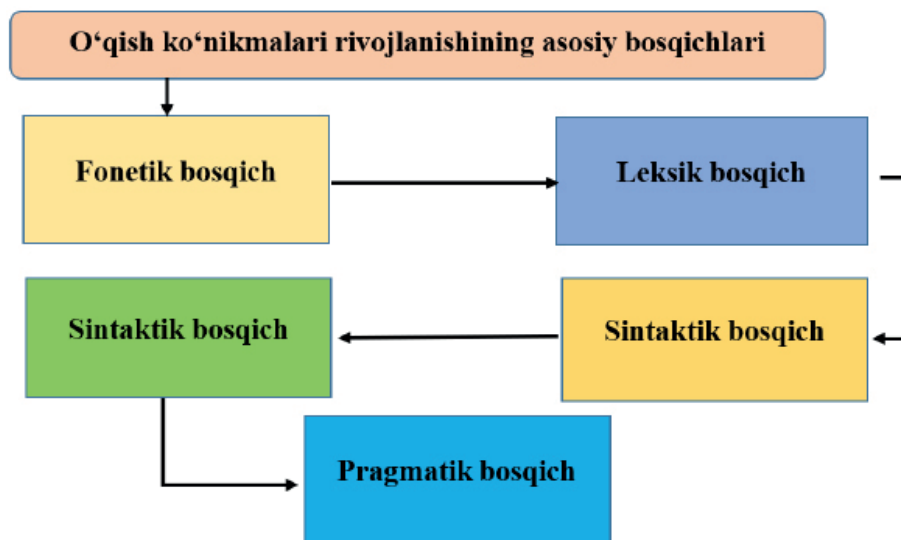 O‘qish ko‘nikmalari rivojlanishining asosiy bosqichlari
Fonetik bosqich
Leksik bosqich
Sintaktik bosqich
Sintaktik bosqich
Pragmatik bosqich